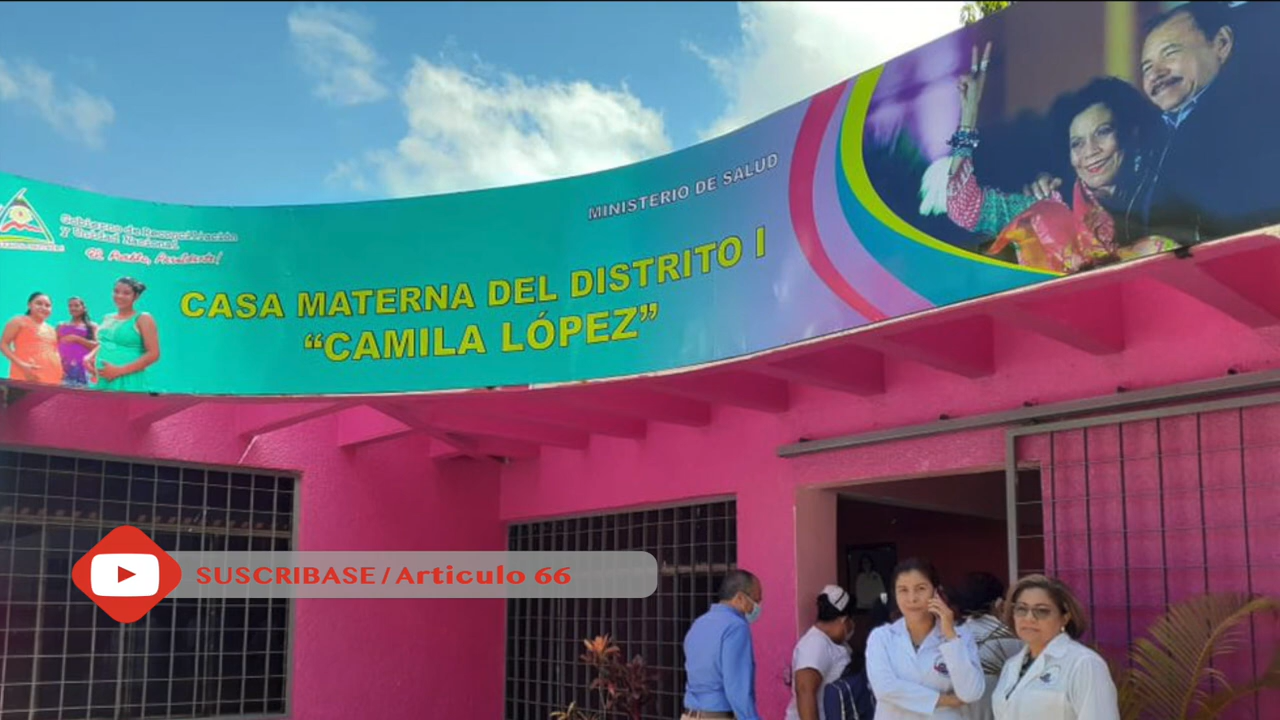 Gobierno de Reconciliación
y Unidad Nacional
El Pueblo, Presidente!
MINISTERIO DE SALUD
CASA MATERNA DEL DISTRITO I
“CAMILA LÓPEZ”
SUSCRIBASE / Articulo 66